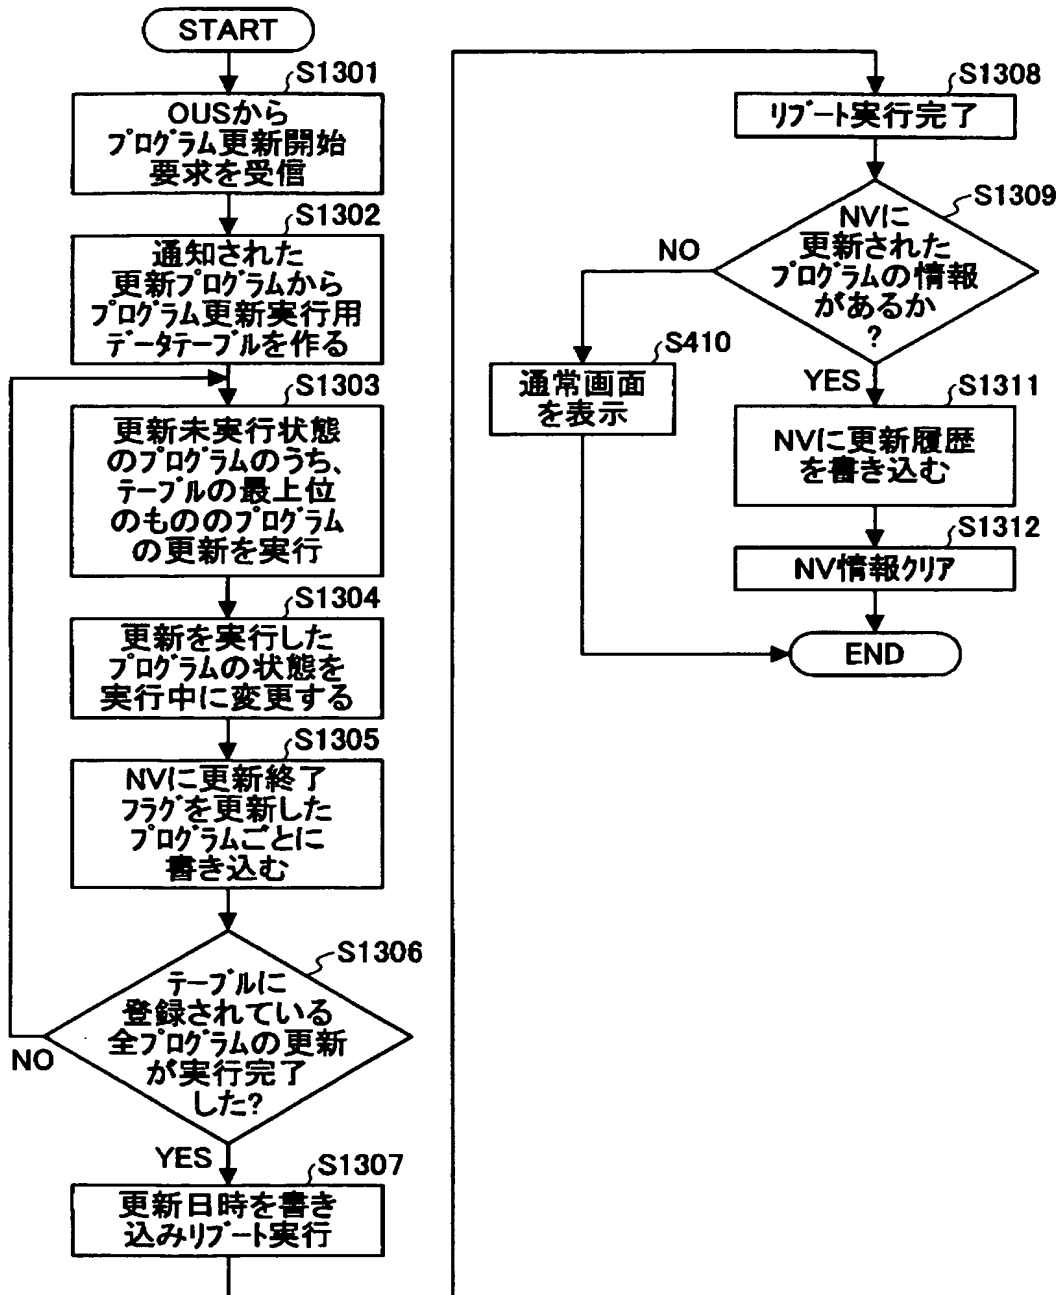 START
S1301
OUSから
プログラム更新開始
要求を受信
S1302
通知された
更新プログラムから
プログラム更新実行用
データテーブルを作る
S1303
更新未実行状態
のプログラムのうち、
テーブルの最上位
のもののプログラム
の更新を実行
S1304
更新を実行した
プログラムの状態を
実行中に変更する
S1305
NVに更新終了
フラグを更新した
プログラムごとに
書き込む
S1306
テーブルに
登録されている
全プログラムの更新
が実行完了
した?
NO
YES
S1307
更新日時を書き
込みリブート実行
S1308
リブート実行完了
S1309
NVに
更新された
プログラムの情報
があるか
?
NO
S410
通常画面
を表示
YES
S1311
NVに更新履歴
を書き込む
S1312
NV情報クリア
END